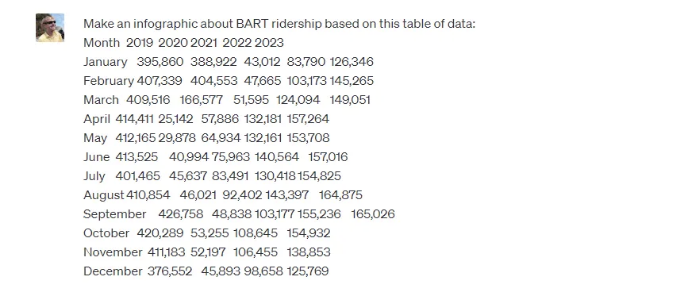 Make an infographic about BART ridership based on this table of data:
Month 2019 2020 2021 2022 2023
January 395,860 388,922 43,012 83,790 126,346
February 407,339 404,553 47,665 103,173 145,265
March 409,516 166,577 51,595 124,094 149,051
April 414,411 25,142 57,886 132,181 157,264
May 412,165 29,878 64,934 132,161 153,708
June 413,525 40,994 75,963 140,564 157,016
July 401,465 45,637 83,491 130,418 154,825
August 410,854 46,021 92,402 143,397 164,875
September 426,758 48,838 103,177 155,236 165,026
October 420,289 53,255 108,645 154,932
November 411,183 52,197 106,455 138,853
December 376,552 45,893 98,658 125,769